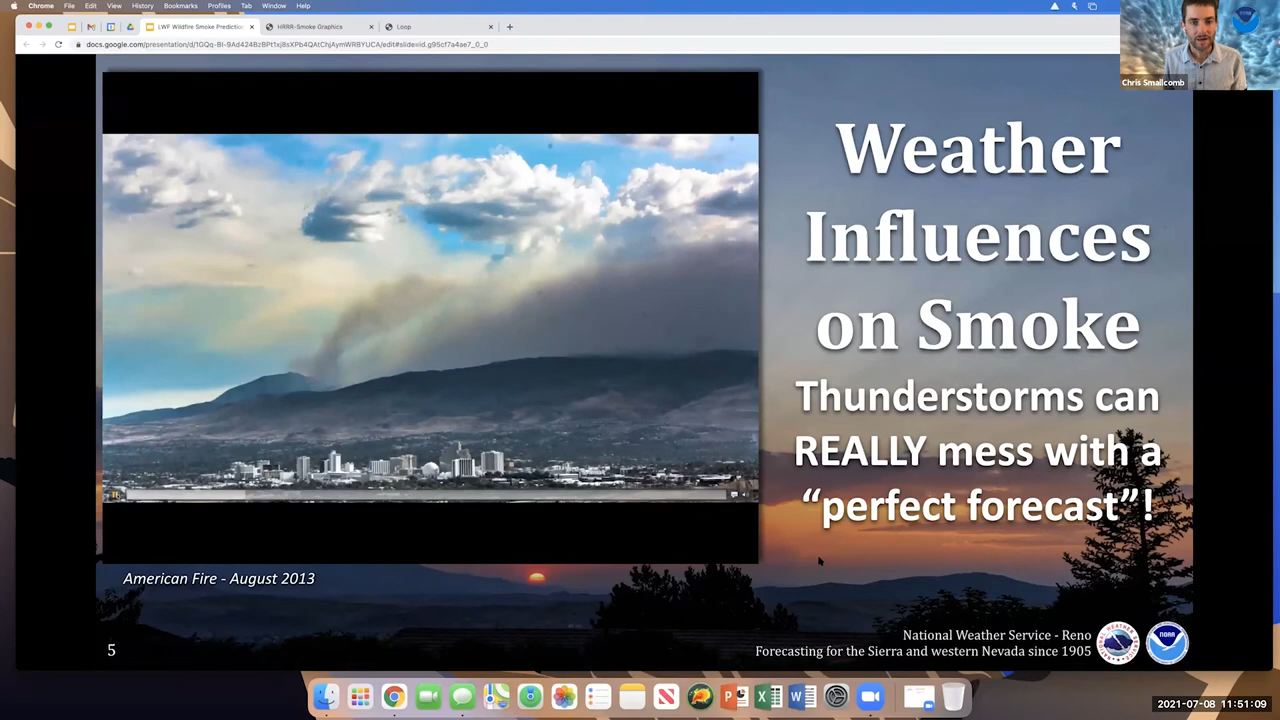 Chrome File Edit View History Bookmarks Profiles Tab Window Help
LWF Wildfire Smoke Prediction
HRRR-Smoke Graphics
Loop
Chris Smallcomb
Weather
Influences
on Smoke
Thunderstorms can
REALLY mess with a
“perfect forecast”!
American Fire - August 2013
5
National Weather Service - Reno
Forecasting for the Sierra and western Nevada since 1905
NOAA
2021-07-08 11:51:09